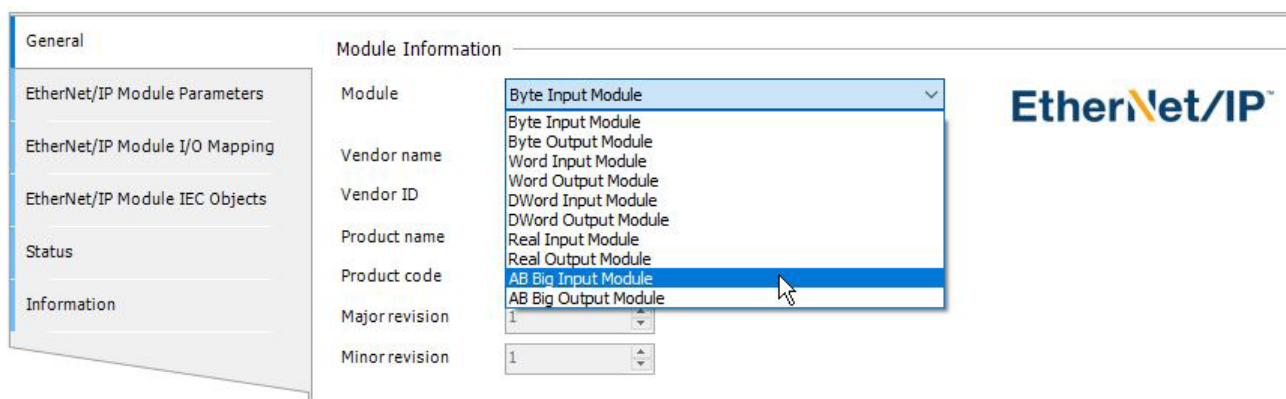 General
EtherNet/IP Module Parameters
EtherNet/IP Module I/O Mapping
EtherNet/IP Module IEC Objects
Status
Information
Module Information
Module
Byte Input Module
Byte Input Module
Byte Output Module
Word Input Module
Word Output Module
DWord Input Module
DWord Output Module
Real Input Module
Real Output Module
AB Big Input Module
AB Big Output Module
Vendor name
Vendor ID
Product name
Product code
Major revision
1
Minor revision
1
EtherNet/IP™